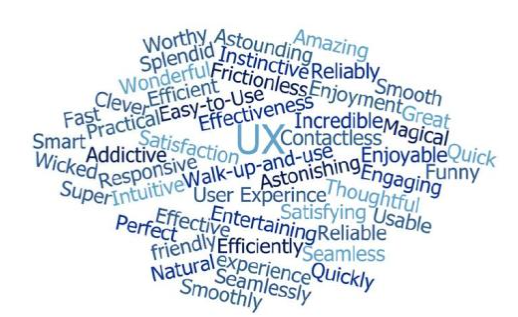 Worthy
Astounding
Amazing
Splendid
Instinctive
Reliably
Wonderful
Frictionless
Smooth
Clever
Efficient
Enjoyment
Great
Fast
Practical
Easy-to-Use
Effectiveness
Incredible
Magical
Smart
Satisfaction
UX
Contactless
Wicked
Addictive
Responsive
Walk-up-and-use
Astonishing
Enjoyable
Quick
Engaging
Funny
Super
Intuitive
User Experince
Thoughtful
Satisfying
Usable
Perfect
Effective
Entertaining
Reliable
friendly
Efficiently
Seamless
Natural
experience
Quickly
Seamlessly
Smoothly